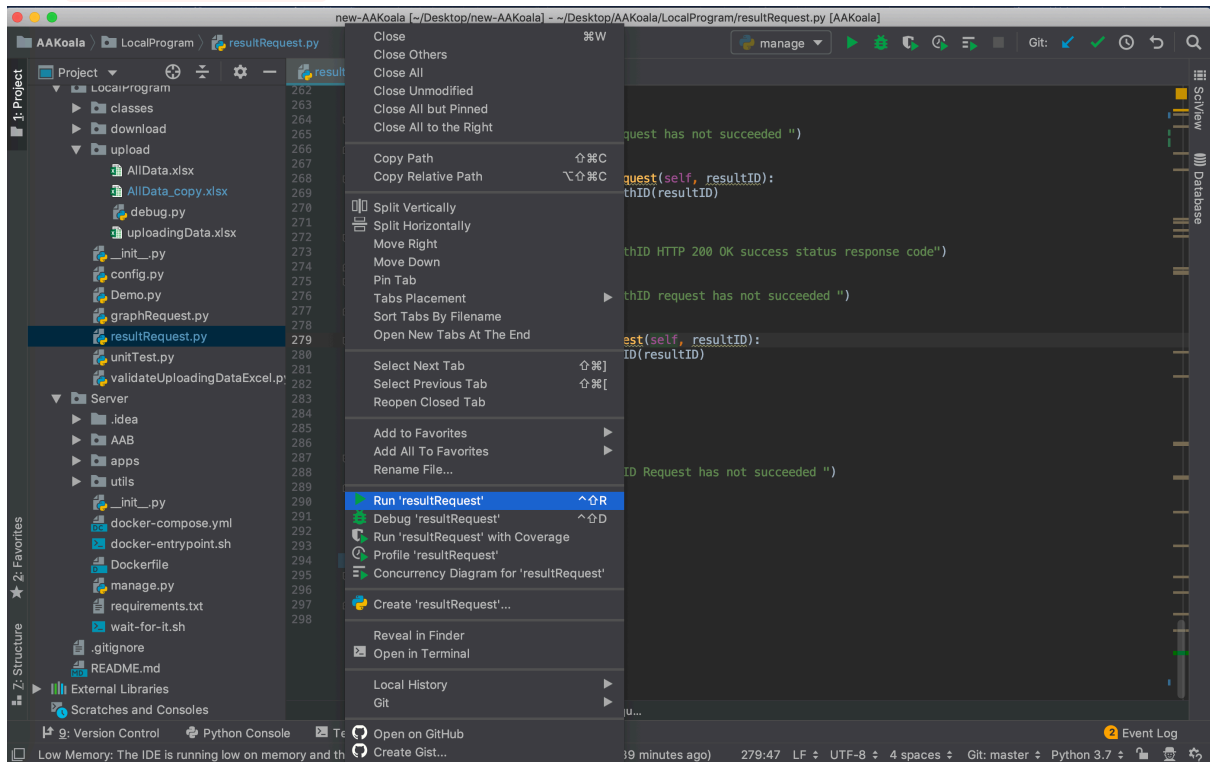 new-AAKoala [~/Desktop/new-AAKoala] - ~/Desktop/AAKoala/LocalProgram/resultRequest.py [AAKoala]
AAKoala LocalProgram resultRequest.py
manage
Git:
1: Project
2: Favorites
Z: Structure
Project
LocalProgram
classes
download
upload
AllData.xlsx
AllData_copy.xlsx
debug.py
uploadingData.xlsx
__init__.py
config.py
Demo.py
graphRequest.py
resultRequest.py
unitTest.py
validateUploadingDataExcel.p
Server
.idea
AAB
apps
utils
__init__.py
docker-compose.yml
docker-entrypoint.sh
Dockerfile
manage.py
requirements.txt
wait-for-it.sh
.gitignore
README.md
External Libraries
Scratches and Consoles
result
262
263
264
265
266
267
268
269
270
271
272
273
274
275
276
277
278
279
280
281
282
283
284
285
286
287
288
289
290
291
292
293
294
295
296
297
298
Close ⌘W
Close Others
Close All
Close Unmodified
Close All but Pinned
Close All to the Right
Copy Path ⇧⌘C
Copy Relative Path ⌥⇧⌘C
Split Vertically
Split Horizontally
Move Right
Move Down
Pin Tab
Tabs Placement
Sort Tabs By Filename
Open New Tabs At The End
Select Next Tab ⇧⌘]
Select Previous Tab ⇧⌘[
Reopen Closed Tab
Add to Favorites
Add All To Favorites
Rename File...
Run 'resultRequest' ^⇧R
Debug 'resultRequest' ^⇧D
Run 'resultRequest' with Coverage
Profile 'resultRequest'
Concurrency Diagram for 'resultRequest'
Create 'resultRequest'...
Reveal in Finder
Open in Terminal
Local History
Git
Open on GitHub
Create Gist...
quest has not succeeded ")
quest(self, resultID):
thID(resultID)
thID HTTP 200 OK success status response code")
thID request has not succeeded ")
est(self, resultID):
ID(resultID)
ID Request has not succeeded ")
qu...
SciView
Database
9: Version Control
Python Console
Te
2 Event Log
Low Memory: The IDE is running low on memory and th
39 minutes ago)
279:47 LF UTF-8 4 spaces Git: master Python 3.7